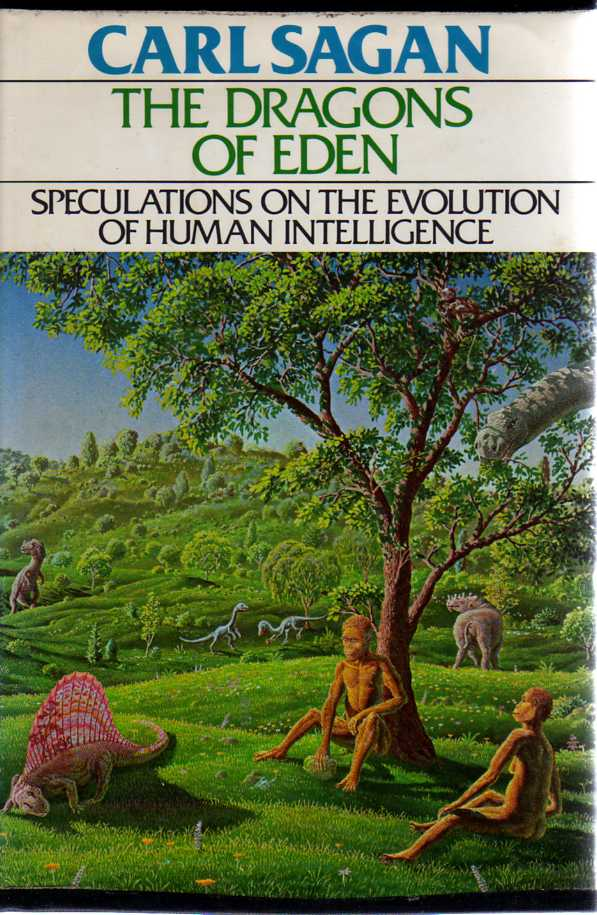 CARL SAGAN
THE DRAGONS
OF EDEN
SPECULATIONS ON THE EVOLUTION
OF HUMAN INTELLIGENCE